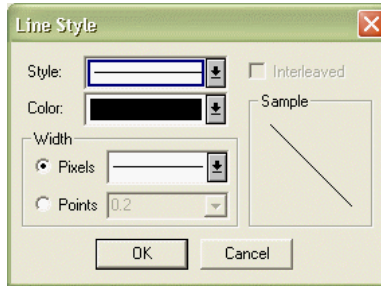 Line Style
Style:
Interleaved
Color:
Sample
Width
Pixels
Points 0.2
OK Cancel